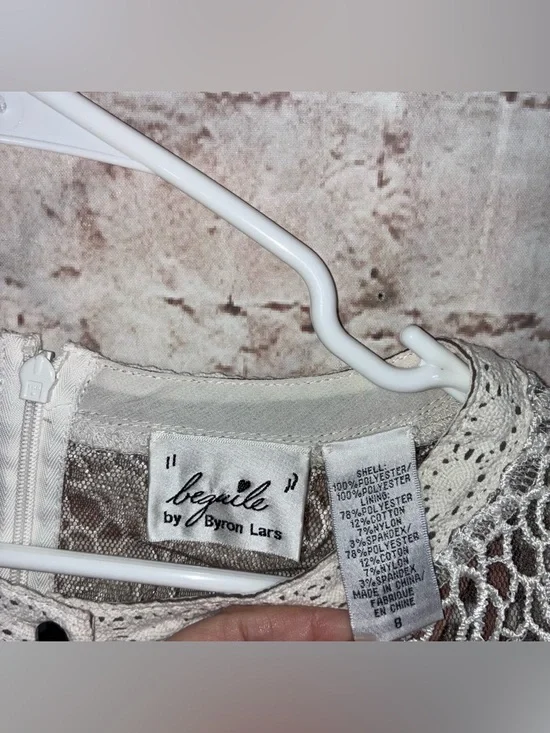 "beguile"
by Byron Lars
SHELL:
100%POLYESTER/
100%POLYESTER
LINING:
78%POLYESTER
12%COTTON
7%NYLON
3%SPANDEX/
78%POLYESTER
12%COTON
7%NYLON
3%SPANDEX
MADE IN CHINA/
FABRIQUE
EN CHINE
8